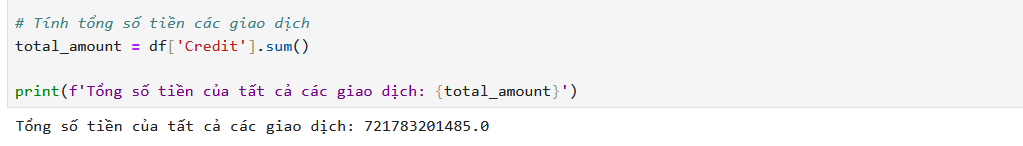 # Tính tổng số tiền các giao dịch
total_amount = df['Credit'].sum()
print(f'Tổng số tiền của tất cả các giao dịch: {total_amount}')
Tổng số tiền của tất cả các giao dịch: 721783201485.0